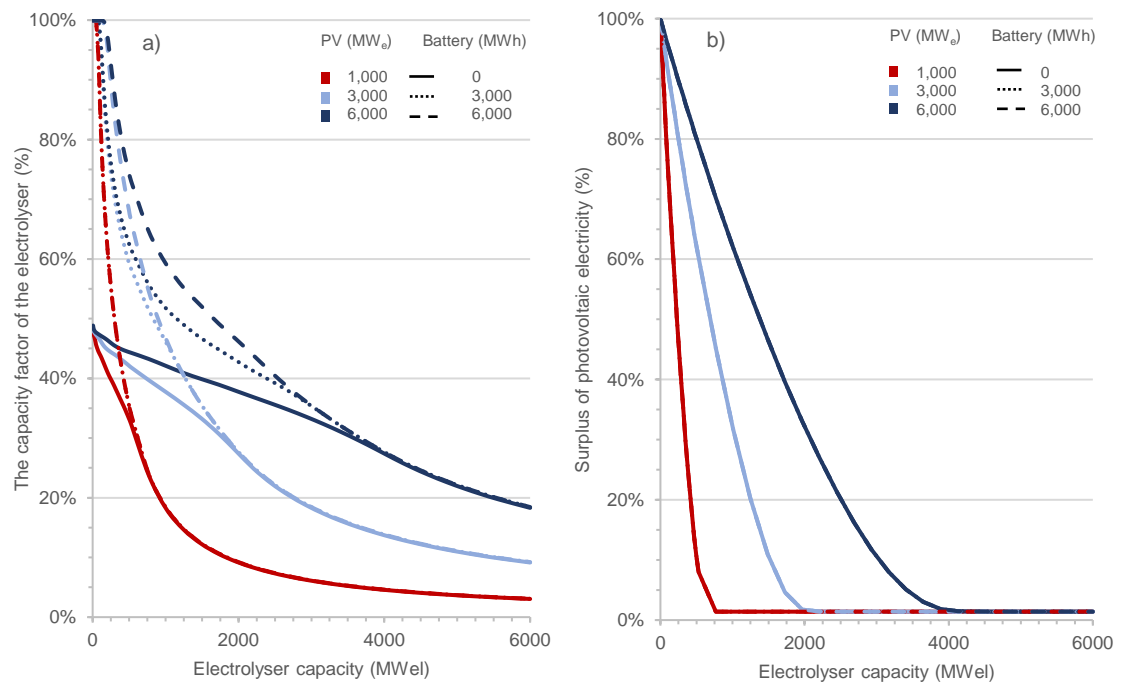 100%
80%
60%
40%
20%
0%
The capacity factor of the electrolyser (%)
a)
PV (MWₑ) Battery (MWh)
1,000 0
3,000 3,000
6,000 6,000
0 2000 4000 6000
Electrolyser capacity (MWel)
100%
80%
60%
40%
20%
0%
Surplus of photovoltaic electricity (%)
b)
PV (MWₑ) Battery (MWh)
1,000 0
3,000 3,000
6,000 6,000
0 2000 4000 6000
Electrolyser capacity (MWel)